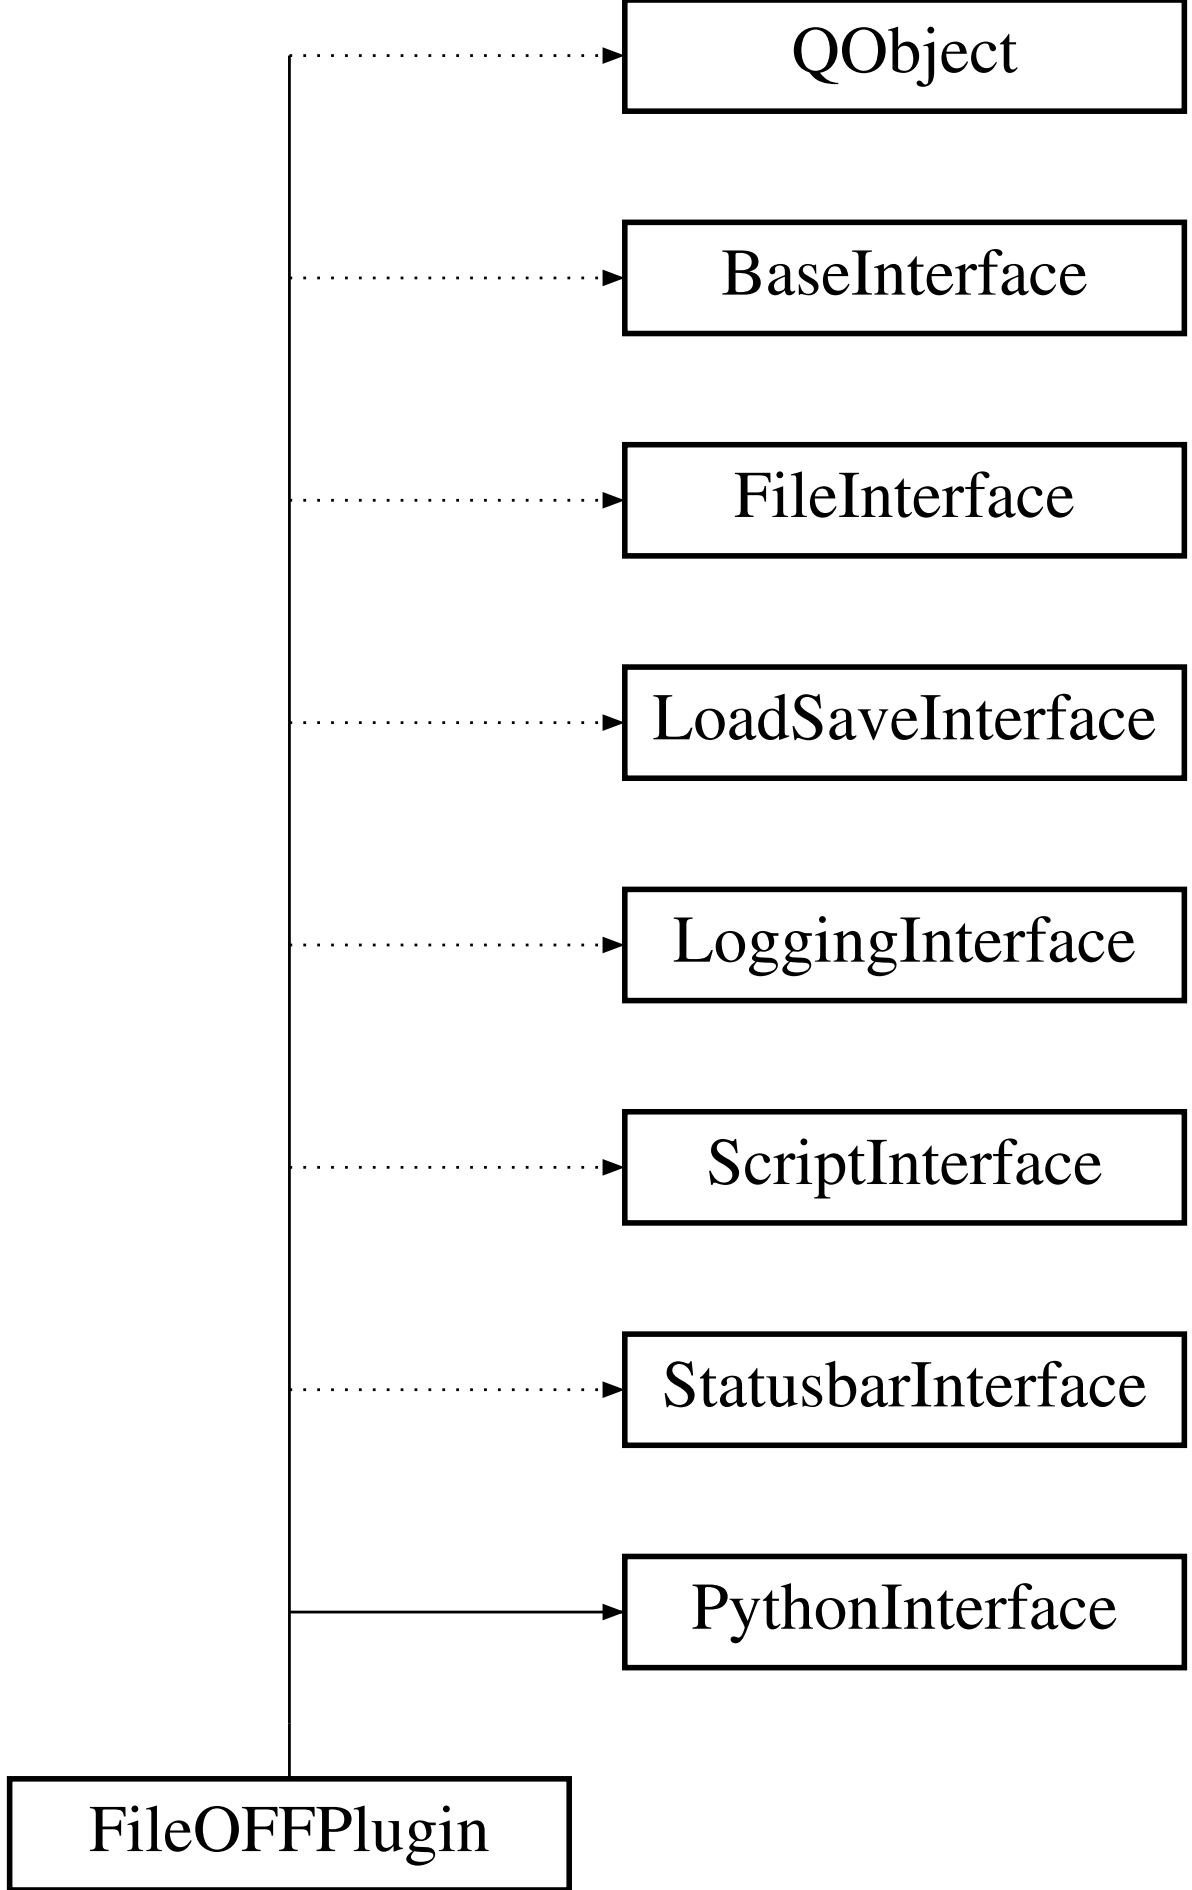 QObject
BaseInterface
FileInterface
LoadSaveInterface
LoggingInterface
ScriptInterface
StatusbarInterface
PythonInterface
FileOFFPlugin